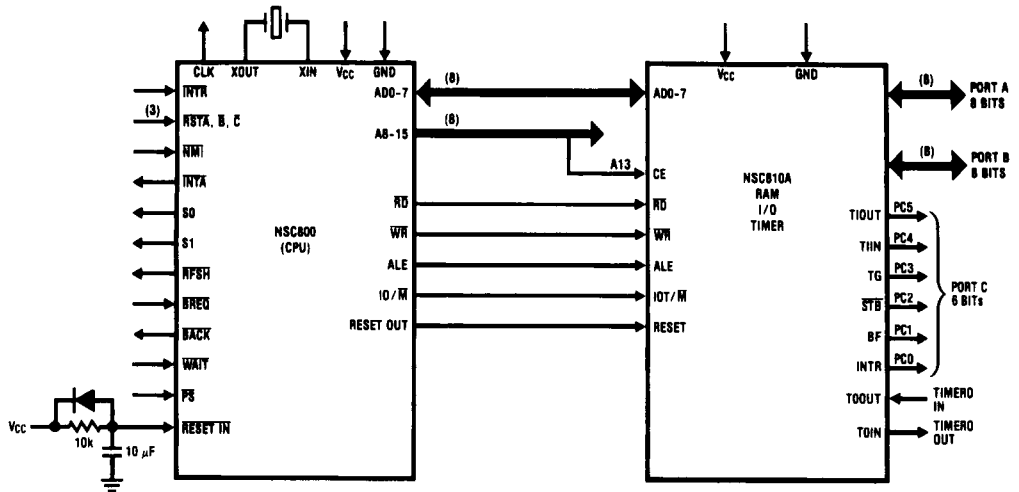 CLK XOUT XIN VCC GND
INTR
(3) RSTA, B, C
NMI
INTA
S0
S1
RFSH
BREQ
BACK
WAIT
PS
RESET IN
VCC
10k
10 µF
NSC800
(CPU)
AD0-7
A8-15
RD
WR
ALE
IO/M
RESET OUT
(8)
(8)
A13
VCC GND
AD0-7
CE
RD
WR
ALE
IOT/M
RESET
NSC810A
RAM
I/O
TIMER
(8) PORT A
8 BITS
(8) PORT B
8 BITS
TIOUT PC5
TIIN PC4
TG PC3
STB PC2
BF PC1
INTR PC0
PORT C
6 BITs
TOOUT TIMER0
IN
TOIN TIMER0
OUT